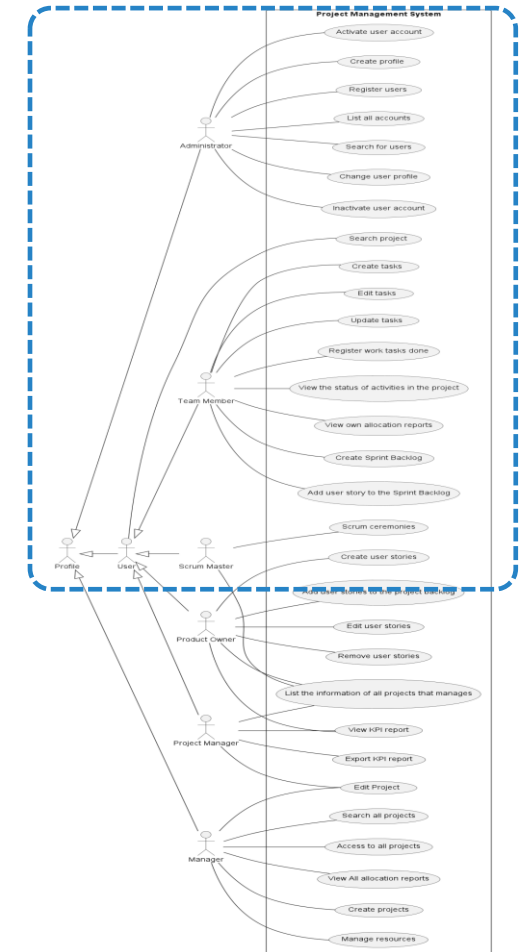 Project Management System
Activate user account
Create profile
Register users
List all accounts
Administrator
Search for users
Change user profile
Inactivate user account
Search project
Create tasks
Edit tasks
Update tasks
Register work tasks done
View the status of activities in the project
Team Member
View own allocation reports
Create Sprint Backlog
Add user story to the Sprint Backlog
Scrum ceremonies
Create user stories
Profile
User
Scrum Master
Add user stories to the project backlog
Edit user stories
Product Owner
Remove user stories
List the information of all projects that manages
View KPI report
Project Manager
Export KPI report
Edit Project
Search all projects
Access to all projects
Manager
View All allocation reports
Create projects
Manage resources